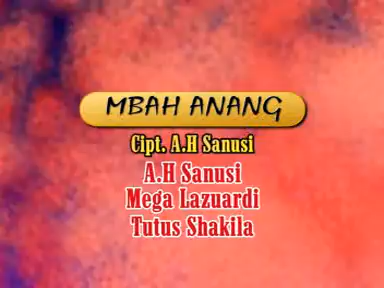 MBAH ANANG
Cipt. A.H Sanusi
A.H Sanusi
Mega Lazuardi
Tutus Shakila